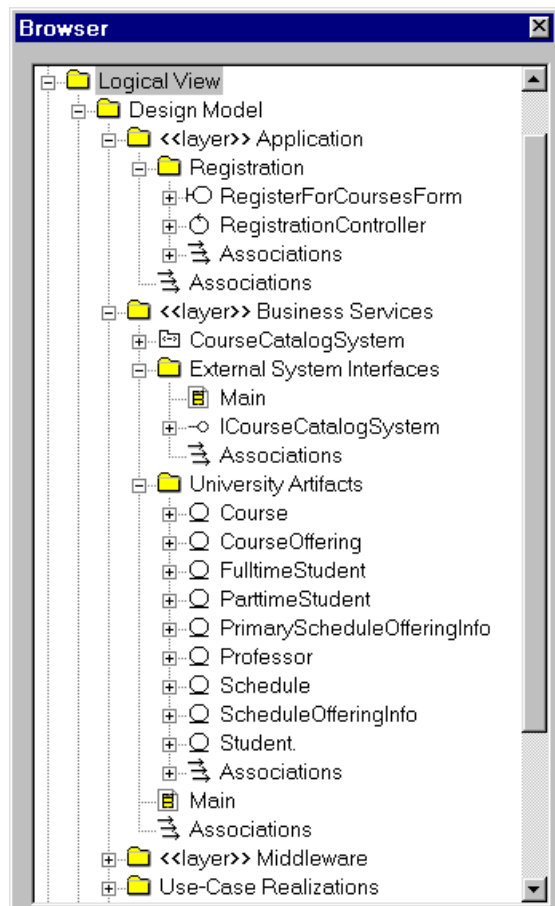 Browser
Logical View
Design Model
<<layer>> Application
Registration
RegisterForCoursesForm
RegistrationController
Associations
Associations
<<layer>> Business Services
CourseCatalogSystem
External System Interfaces
Main
ICourseCatalogSystem
Associations
University Artifacts
Course
CourseOffering
FulltimeStudent
ParttimeStudent
PrimaryScheduleOfferingInfo
Professor
Schedule
ScheduleOfferingInfo
Student.
Associations
Main
Associations
<<layer>> Middleware
Use-Case Realizations